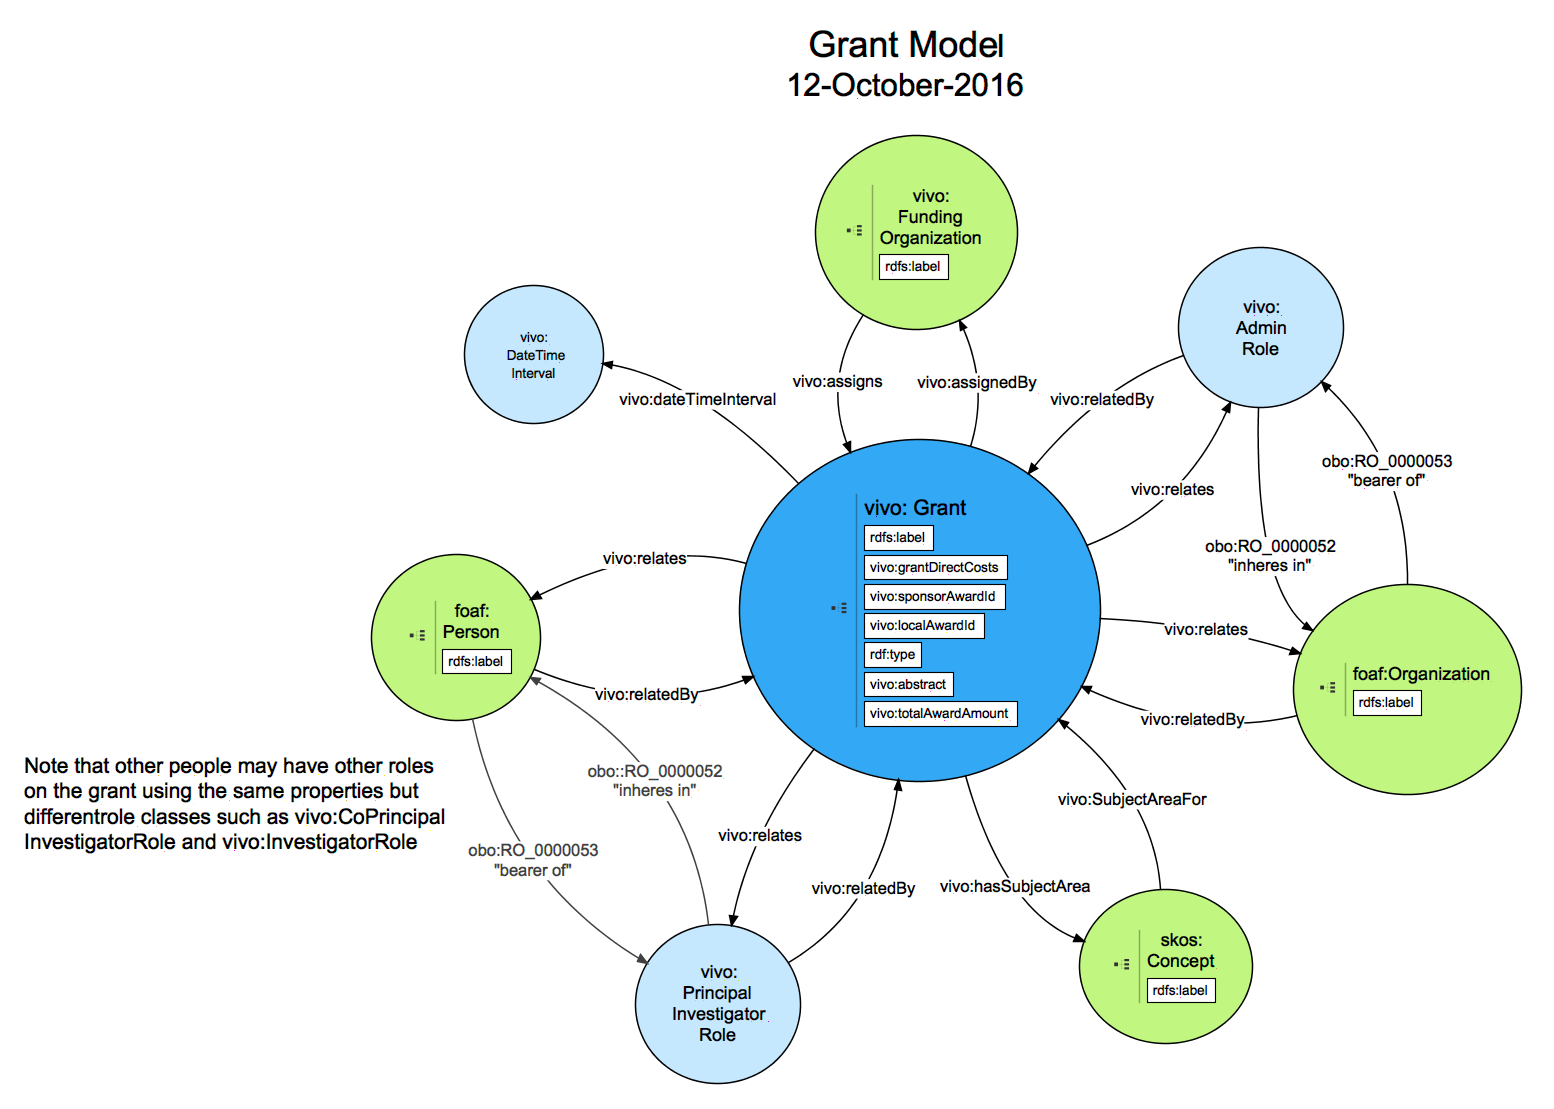 Grant Model
12-October-2016
vivo:
Funding
Organization
rdfs:label
vivo:
Admin
Role
vivo:
DateTime
Interval
vivo:assigns
vivo:assignedBy
vivo:dateTimeInterval
vivo:relatedBy
vivo:relates
obo:RO_0000053
"bearer of"
obo:RO_0000052
"inheres in"
vivo: Grant
rdfs:label
vivo:grantDirectCosts
vivo:sponsorAwardId
vivo:localAwardId
rdf:type
vivo:abstract
vivo:totalAwardAmount
vivo:relates
foaf:
Person
rdfs:label
vivo:relatedBy
vivo:relates
foaf:Organization
rdfs:label
vivo:relatedBy
Note that other people may have other roles
on the grant using the same properties but
differentrole classes such as vivo:CoPrincipal
InvestigatorRole and vivo:InvestigatorRole
obo::RO_0000052
"inheres in"
obo:RO_0000053
"bearer of"
vivo:relates
vivo:relatedBy
vivo:SubjectAreaFor
vivo:hasSubjectArea
vivo:
Principal
Investigator
Role
skos:
Concept
rdfs:label